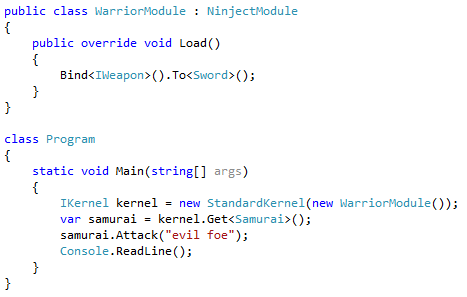 public class WarriorModule : NinjectModule
{
    public override void Load()
    {
        Bind<IWeapon>().To<Sword>();
    }
}

class Program
{
    static void Main(string[] args)
    {
        IKernel kernel = new StandardKernel(new WarriorModule());
        var samurai = kernel.Get<Samurai>();
        samurai.Attack("evil foe");
        Console.ReadLine();
    }
}